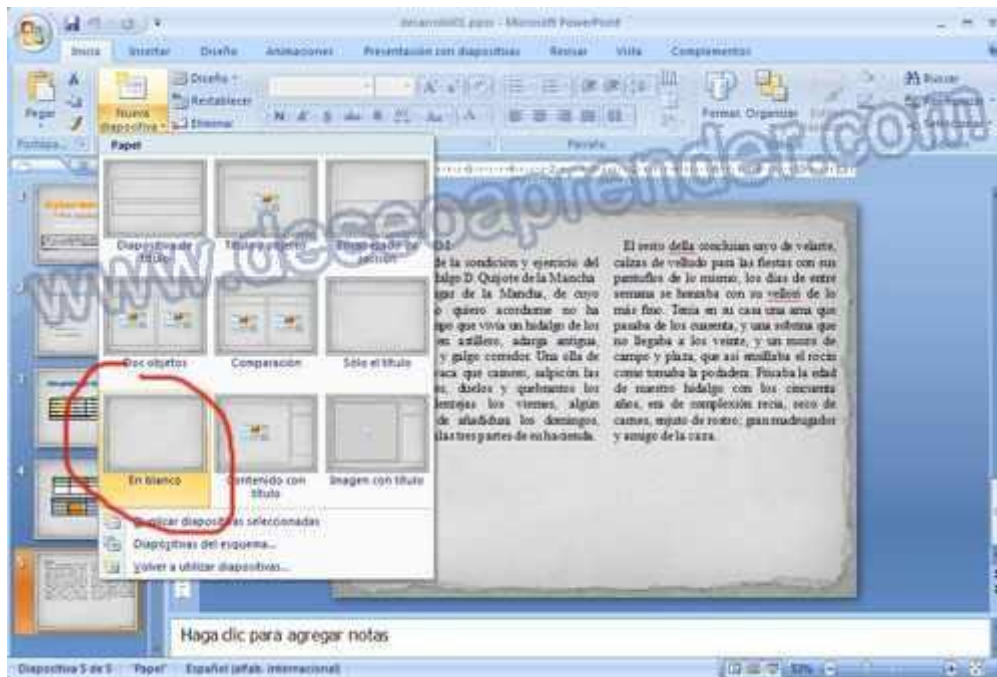 desarrollo01.pptx - Microsoft PowerPoint
Inicio Insertar Diseño Animaciones Presentación con diapositivas Revisar Vista Complementos
Pegar
Nueva diapositiva
Diseño
Restablecer
Eliminar
Formas Organizar
Buscar
Portapa...
Párrafo
www.deseoaprender.com
Papel
Diapositiva de título
Título y objetos
Encabezado de sección
Dos objetos
Comparación
Sólo el título
En blanco
Contenido con título
Imagen con título
Duplicar diapositivas seleccionadas
Diapositivas del esquema...
Volver a utilizar diapositivas...
de la condición y ejercicio del
D. Quijote de la Mancha
de la Mancha, de cuyo
quiero acordarme no ha
que vivía un hidalgo de los
en astillero, adarga antigua,
y galgo corredor. Una olla de
vaca que carnero, salpicón las
duelos y quebrantos los
lentejas los viernes, algún
de añadidura los domingos,
las tres partes de su hacienda.
El resto della concluían sayo de velarte,
calzas de velludo para las fiestas con sus
pantuflos de lo mismo, los días de entre
semana se honraba con su vellori de lo
más fino. Tenía en su casa una ama que
pasaba de los cuarenta, y una sobrina que
no llegaba a los veinte, y un mozo de
campo y plaza, que así ensillaba el rocín
como tomaba la podadera. Frisaba la edad
de nuestro hidalgo con los cincuenta
años, era de complexión recia, seco de
carnes, enjuto de rostro; gran madrugador
y amigo de la caza.
Haga clic para agregar notas
Diapositiva 5 de 5 "Papel" Español (alfab. internacional) 53%